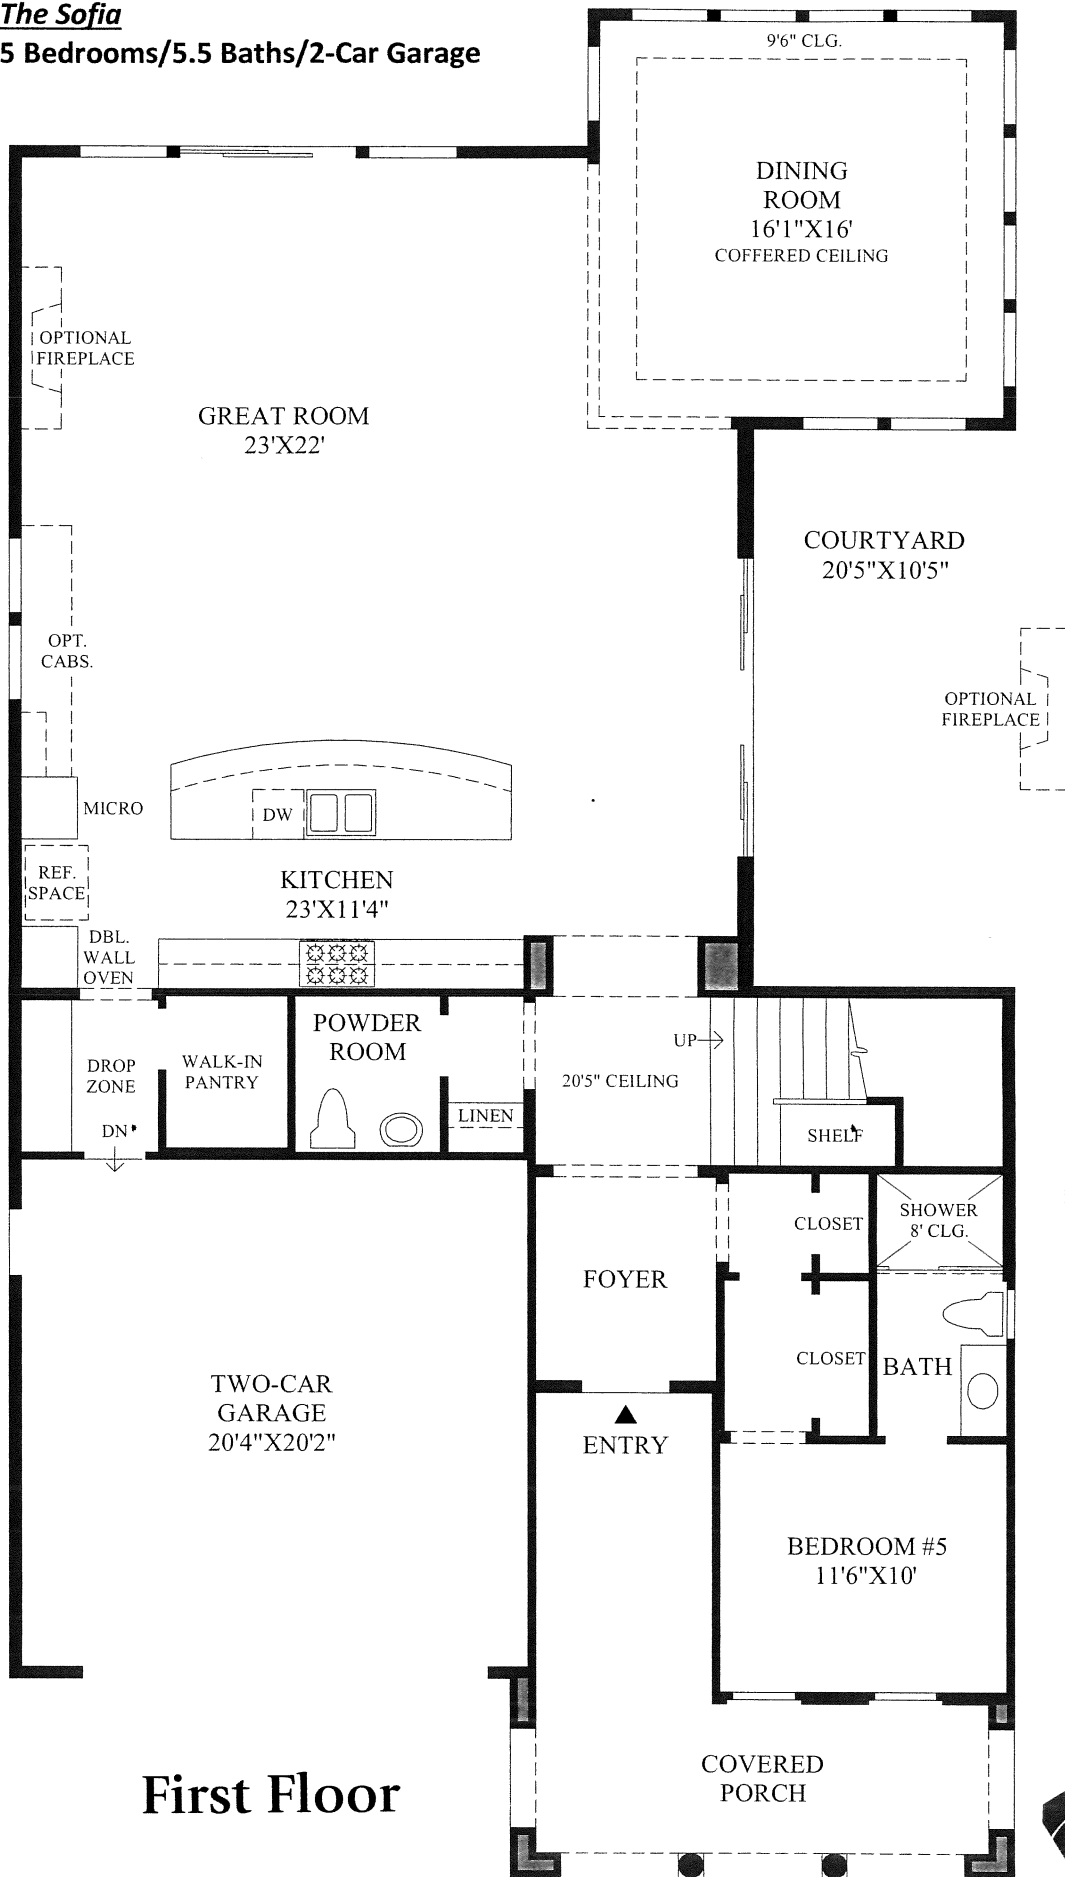 The Sofia
5 Bedrooms/5.5 Baths/2-Car Garage
9'6" CLG.
DINING
ROOM
16'1"X16'
COFFERED CEILING
OPTIONAL
FIREPLACE
GREAT ROOM
23'X22'
COURTYARD
20'5"X10'5"
OPT.
CABS.
OPTIONAL
FIREPLACE
MICRO
DW
REF.
SPACE
KITCHEN
23'X11'4"
DBL.
WALL
OVEN
POWDER
ROOM
UP
DROP
ZONE
WALK-IN
PANTRY
20'5" CEILING
LINEN
DN
SHELF
CLOSET
SHOWER
8' CLG.
FOYER
CLOSET
BATH
TWO-CAR
GARAGE
20'4"X20'2"
ENTRY
BEDROOM #5
11'6"X10'
COVERED
PORCH
First Floor